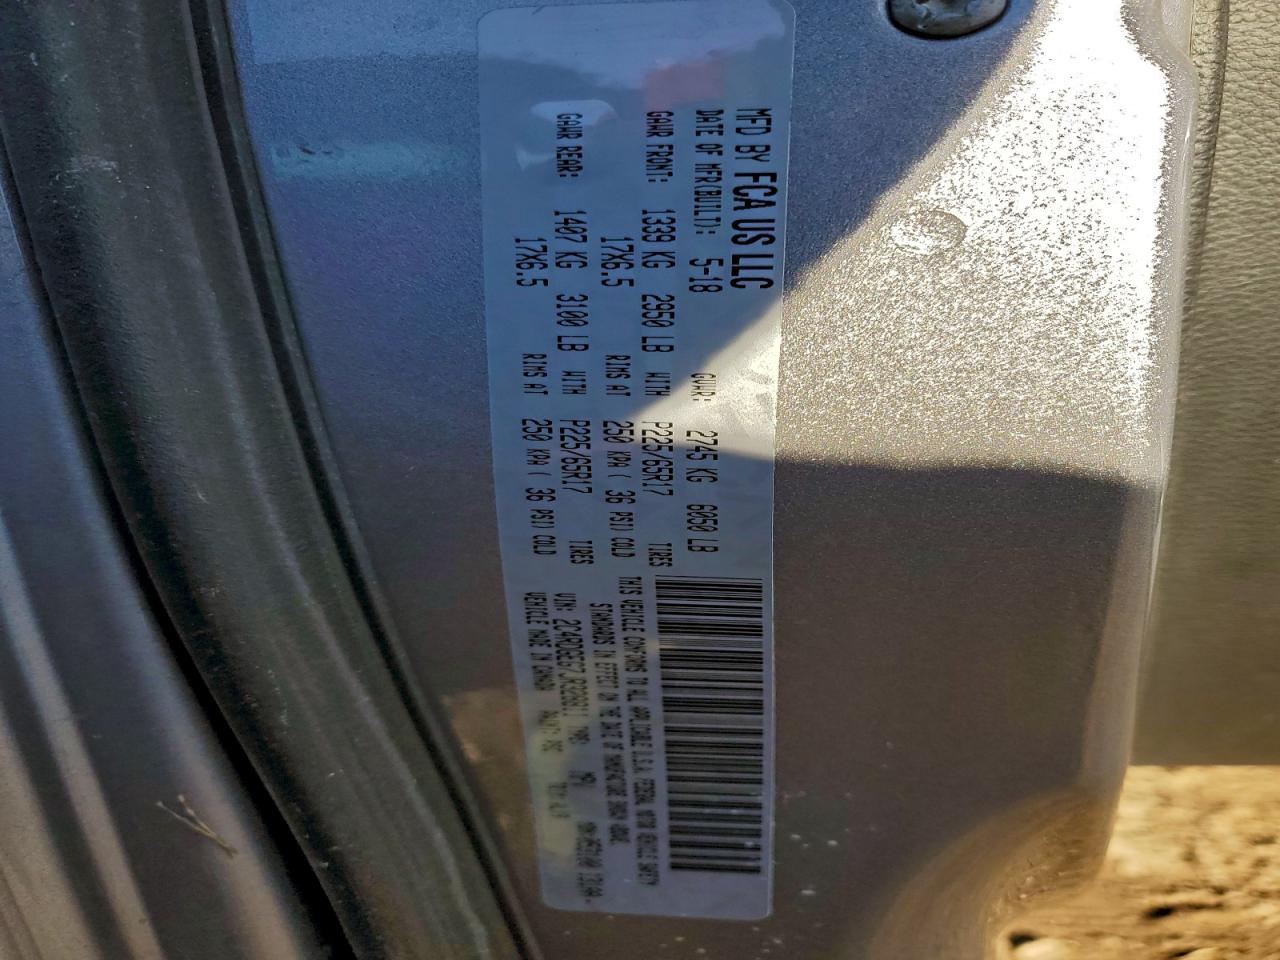 MFD BY FCA US LLC
DATE OF MFR(BUILT): 5-18 GVWR: 2745 KG 6050 LB
GAWR FRONT: 1339 KG 2950 LB WITH P225/65R17 TIRES
17X6.5 RIMS AT 250 KPA ( 36 PSI) COLD
GAWR REAR: 1407 KG 3100 LB WITH P225/65R17 TIRES
17X6.5 RIMS AT 250 KPA ( 36 PSI) COLD
THIS VEHICLE CONFORMS TO ALL APPLICABLE U.S.A. FEDERAL MOTOR VEHICLE SAFETY
STANDARDS IN EFFECT ON THE DATE OF MANUFACTURE SHOWN ABOVE.
VIN: TYPE: MPV
VEHICLE MADE IN CANADA PAINT: